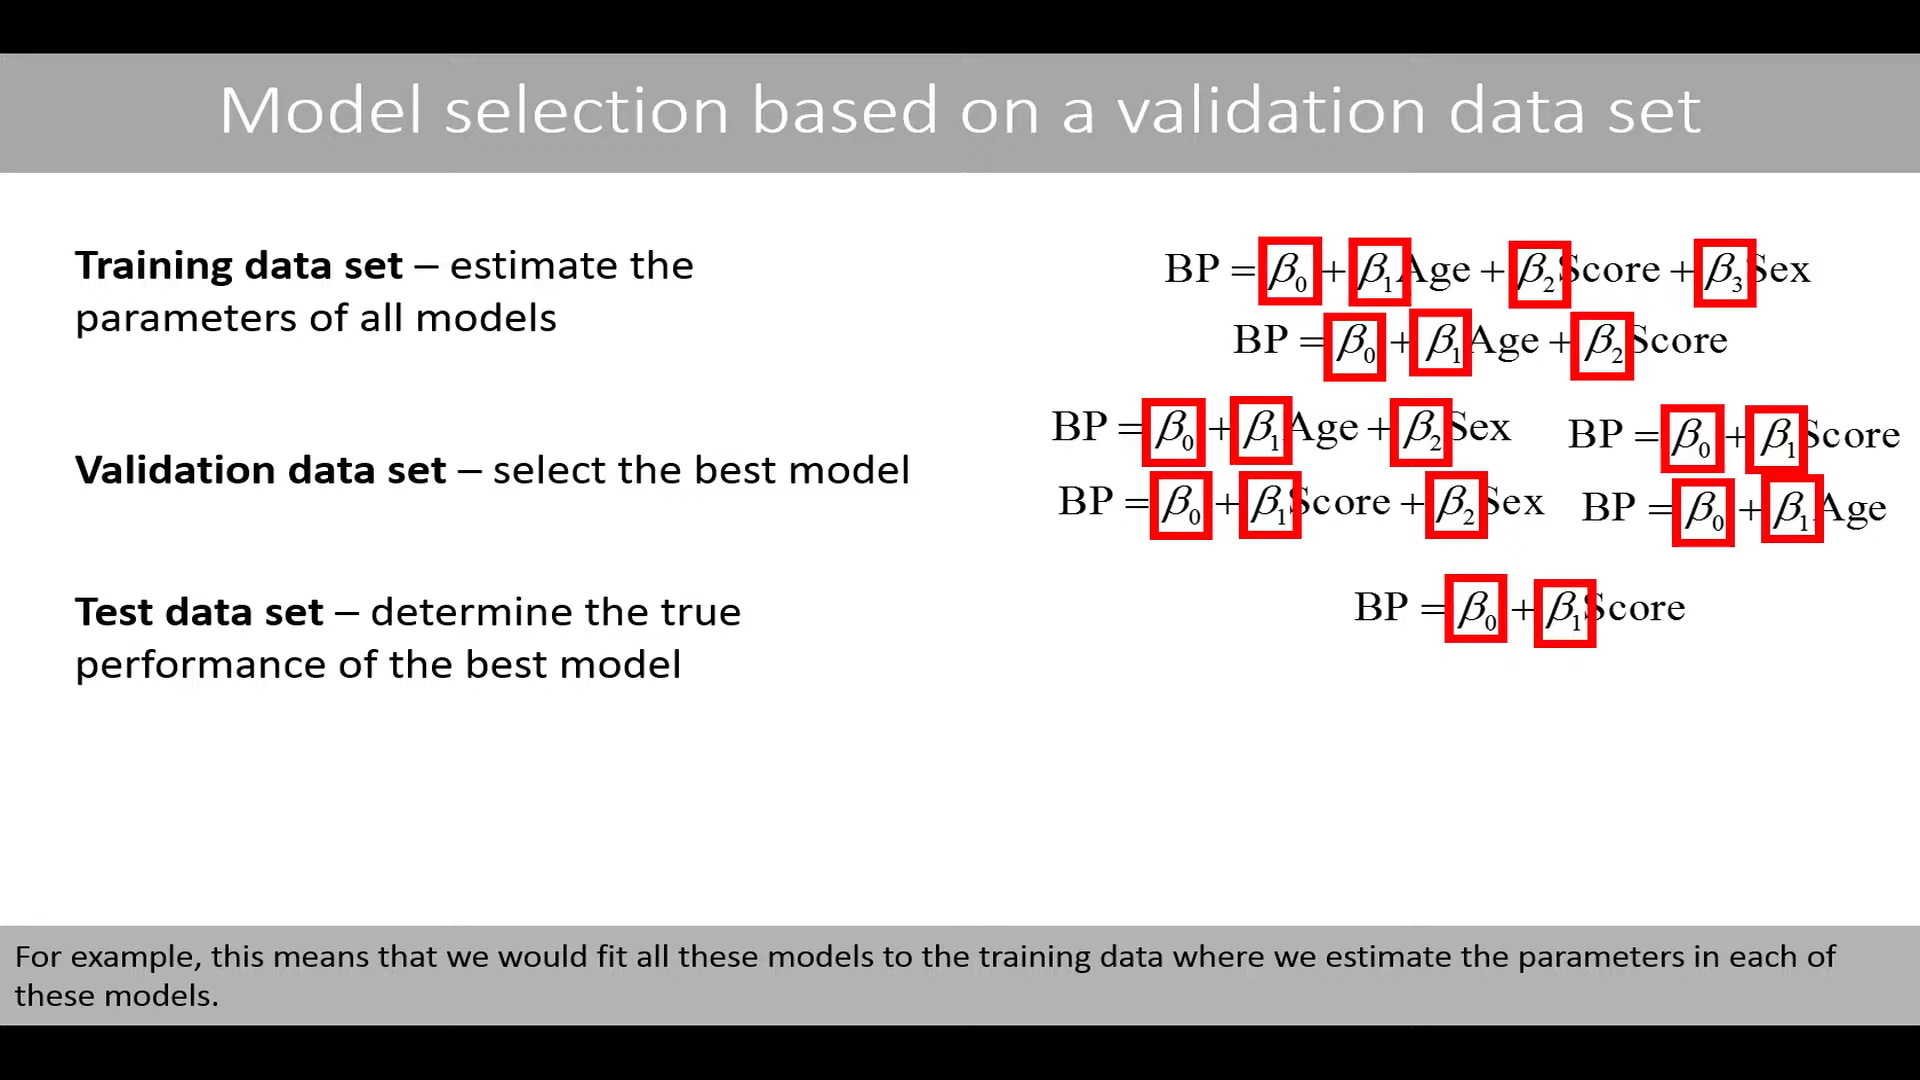 Model selection based on a validation data set
Training data set – estimate the
parameters of all models
Validation data set – select the best model
Test data set – determine the true
performance of the best model
BP = β₀ + β₁Age + β₂Score + β₃Sex
BP = β₀ + β₁Age + β₂Score
BP = β₀ + β₁Age + β₂Sex
BP = β₀ + β₁Score
BP = β₀ + β₁Score + β₂Sex
BP = β₀ + β₁Age
BP = β₀ + β₁Score
For example, this means that we would fit all these models to the training data where we estimate the parameters in each of
these models.